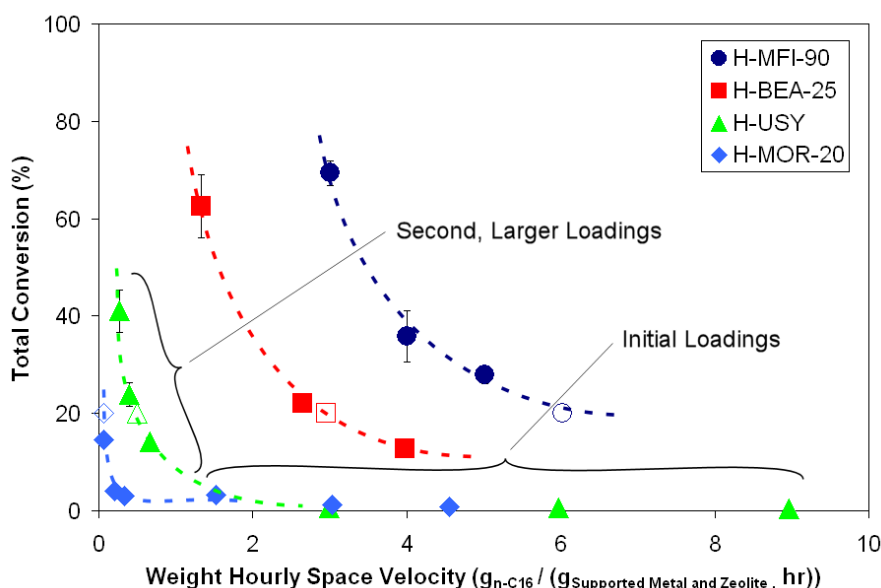 100
80
60
40
20
0
Total Conversion (%)
H-MFI-90
H-BEA-25
H-USY
H-MOR-20
Second, Larger Loadings
Initial Loadings
0 2 4 6 8 10
Weight Hourly Space Velocity (gn-C16 / (gSupported Metal and Zeolite . hr))